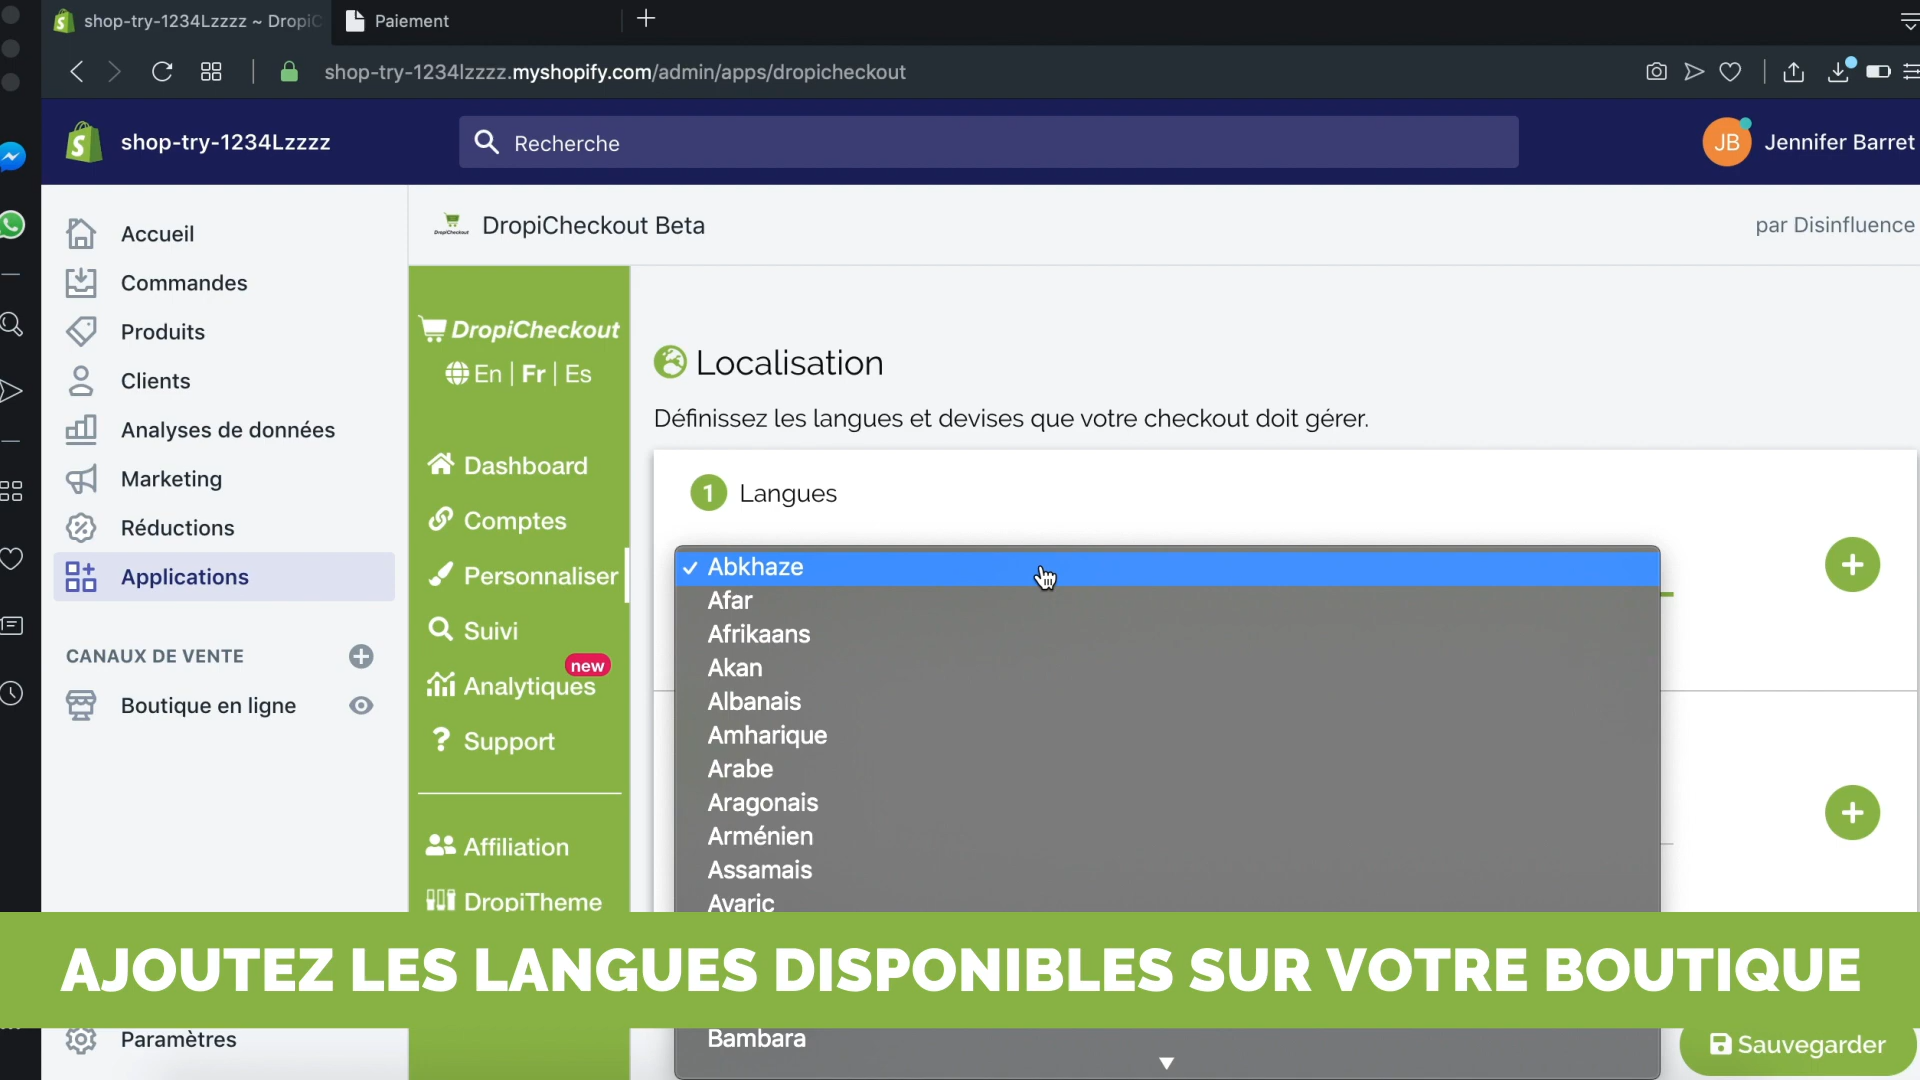 shop-try-1234Lzzzz ~ DropiC
Paiement
shop-try-1234lzzzz.myshopify.com/admin/apps/dropicheckout
shop-try-1234Lzzzz
Recherche
JB
Jennifer Barret
Accueil
Commandes
Produits
Clients
Analyses de données
Marketing
Réductions
Applications
CANAUX DE VENTE
Boutique en ligne
Paramètres
DropiCheckout
DropiCheckout Beta
par Disinfluence
DropiCheckout
En | Fr | Es
Dashboard
Comptes
Personnaliser
Suivi
new
Analytiques
Support
Affiliation
DropiTheme
Localisation
Définissez les langues et devises que votre checkout doit gérer.
1 Langues
✓ Abkhaze
Afar
Afrikaans
Akan
Albanais
Amharique
Arabe
Aragonais
Arménien
Assamais
Avaric
Bambara
AJOUTEZ LES LANGUES DISPONIBLES SUR VOTRE BOUTIQUE
Sauvegarder